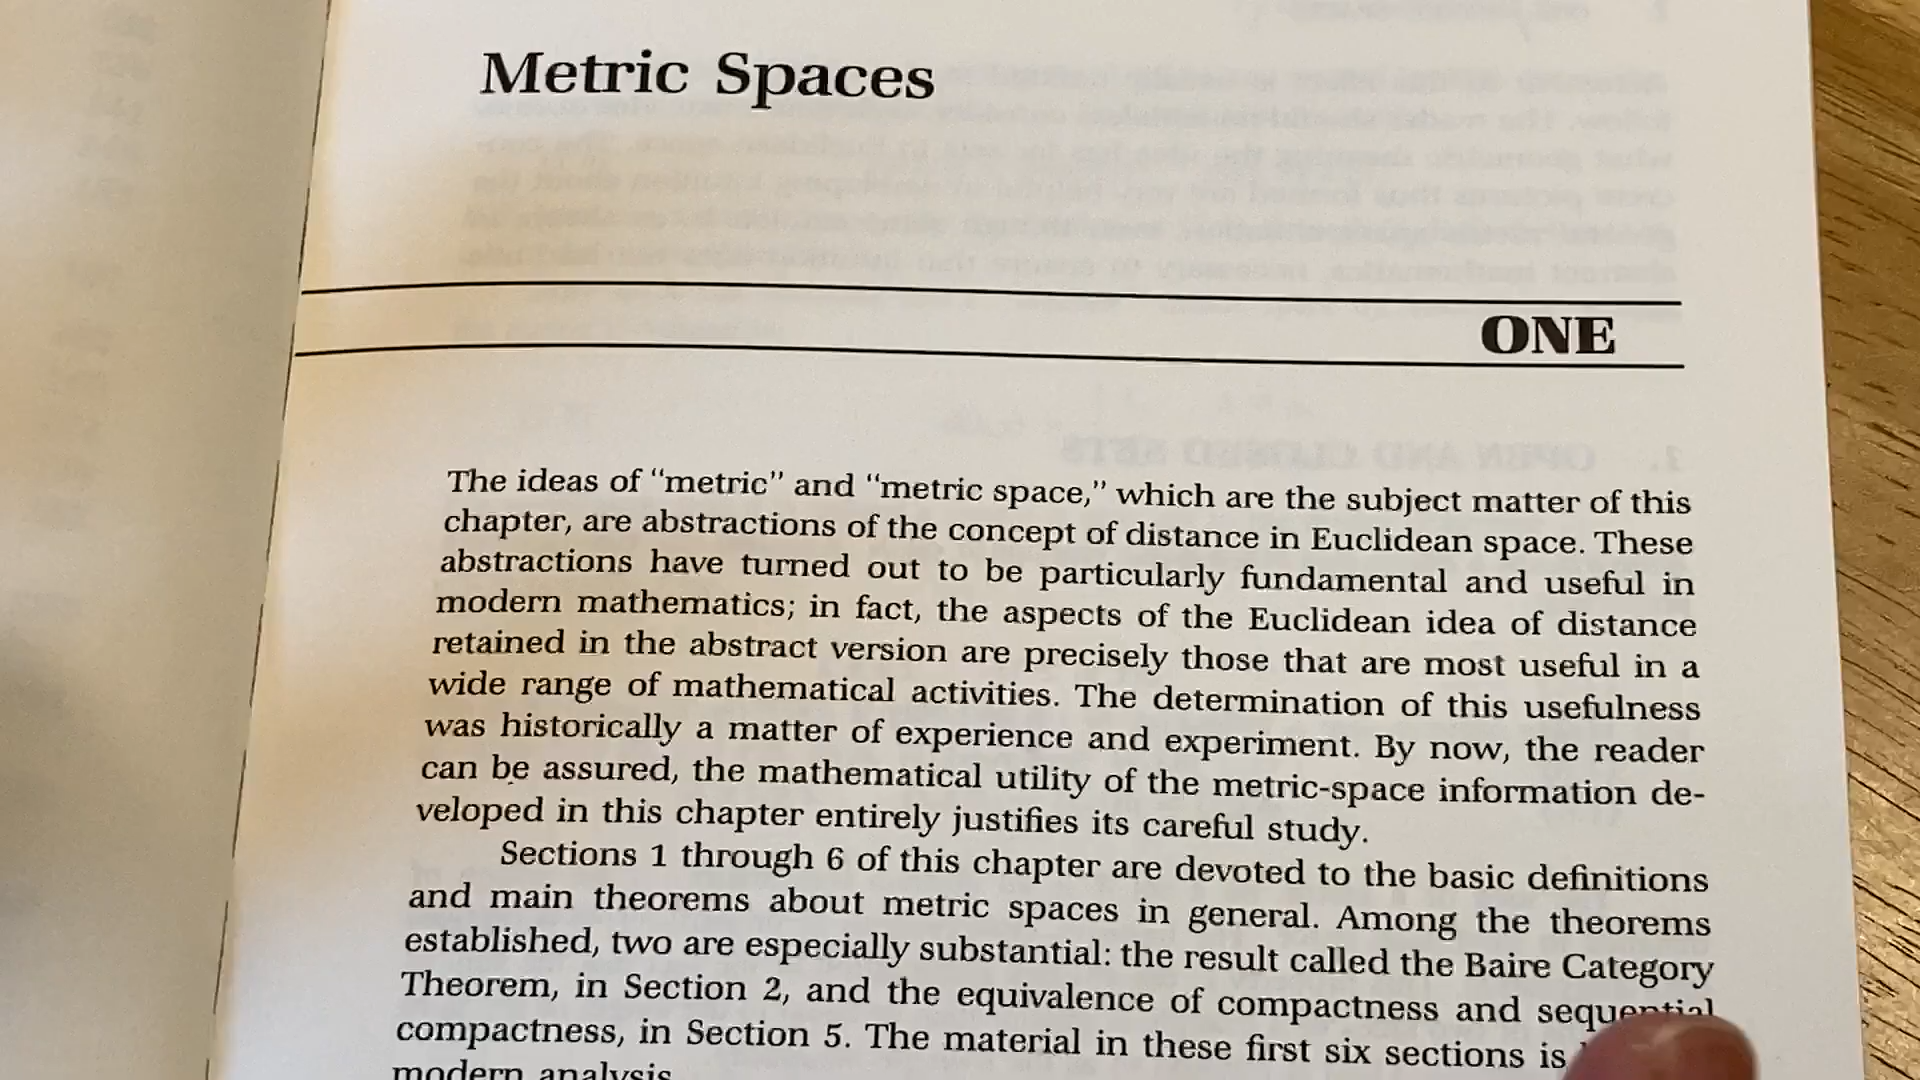 Metric Spaces
ONE
The ideas of “metric” and “metric space,” which are the subject matter of this
chapter, are abstractions of the concept of distance in Euclidean space. These
abstractions have turned out to be particularly fundamental and useful in
modern mathematics; in fact, the aspects of the Euclidean idea of distance
retained in the abstract version are precisely those that are most useful in a
wide range of mathematical activities. The determination of this usefulness
was historically a matter of experience and experiment. By now, the reader
can be assured, the mathematical utility of the metric-space information de-
veloped in this chapter entirely justifies its careful study.
Sections 1 through 6 of this chapter are devoted to the basic definitions
and main theorems about metric spaces in general. Among the theorems
established, two are especially substantial: the result called the Baire Category
Theorem, in Section 2, and the equivalence of compactness and sequential
compactness, in Section 5. The material in these first six sections is
modern analysis